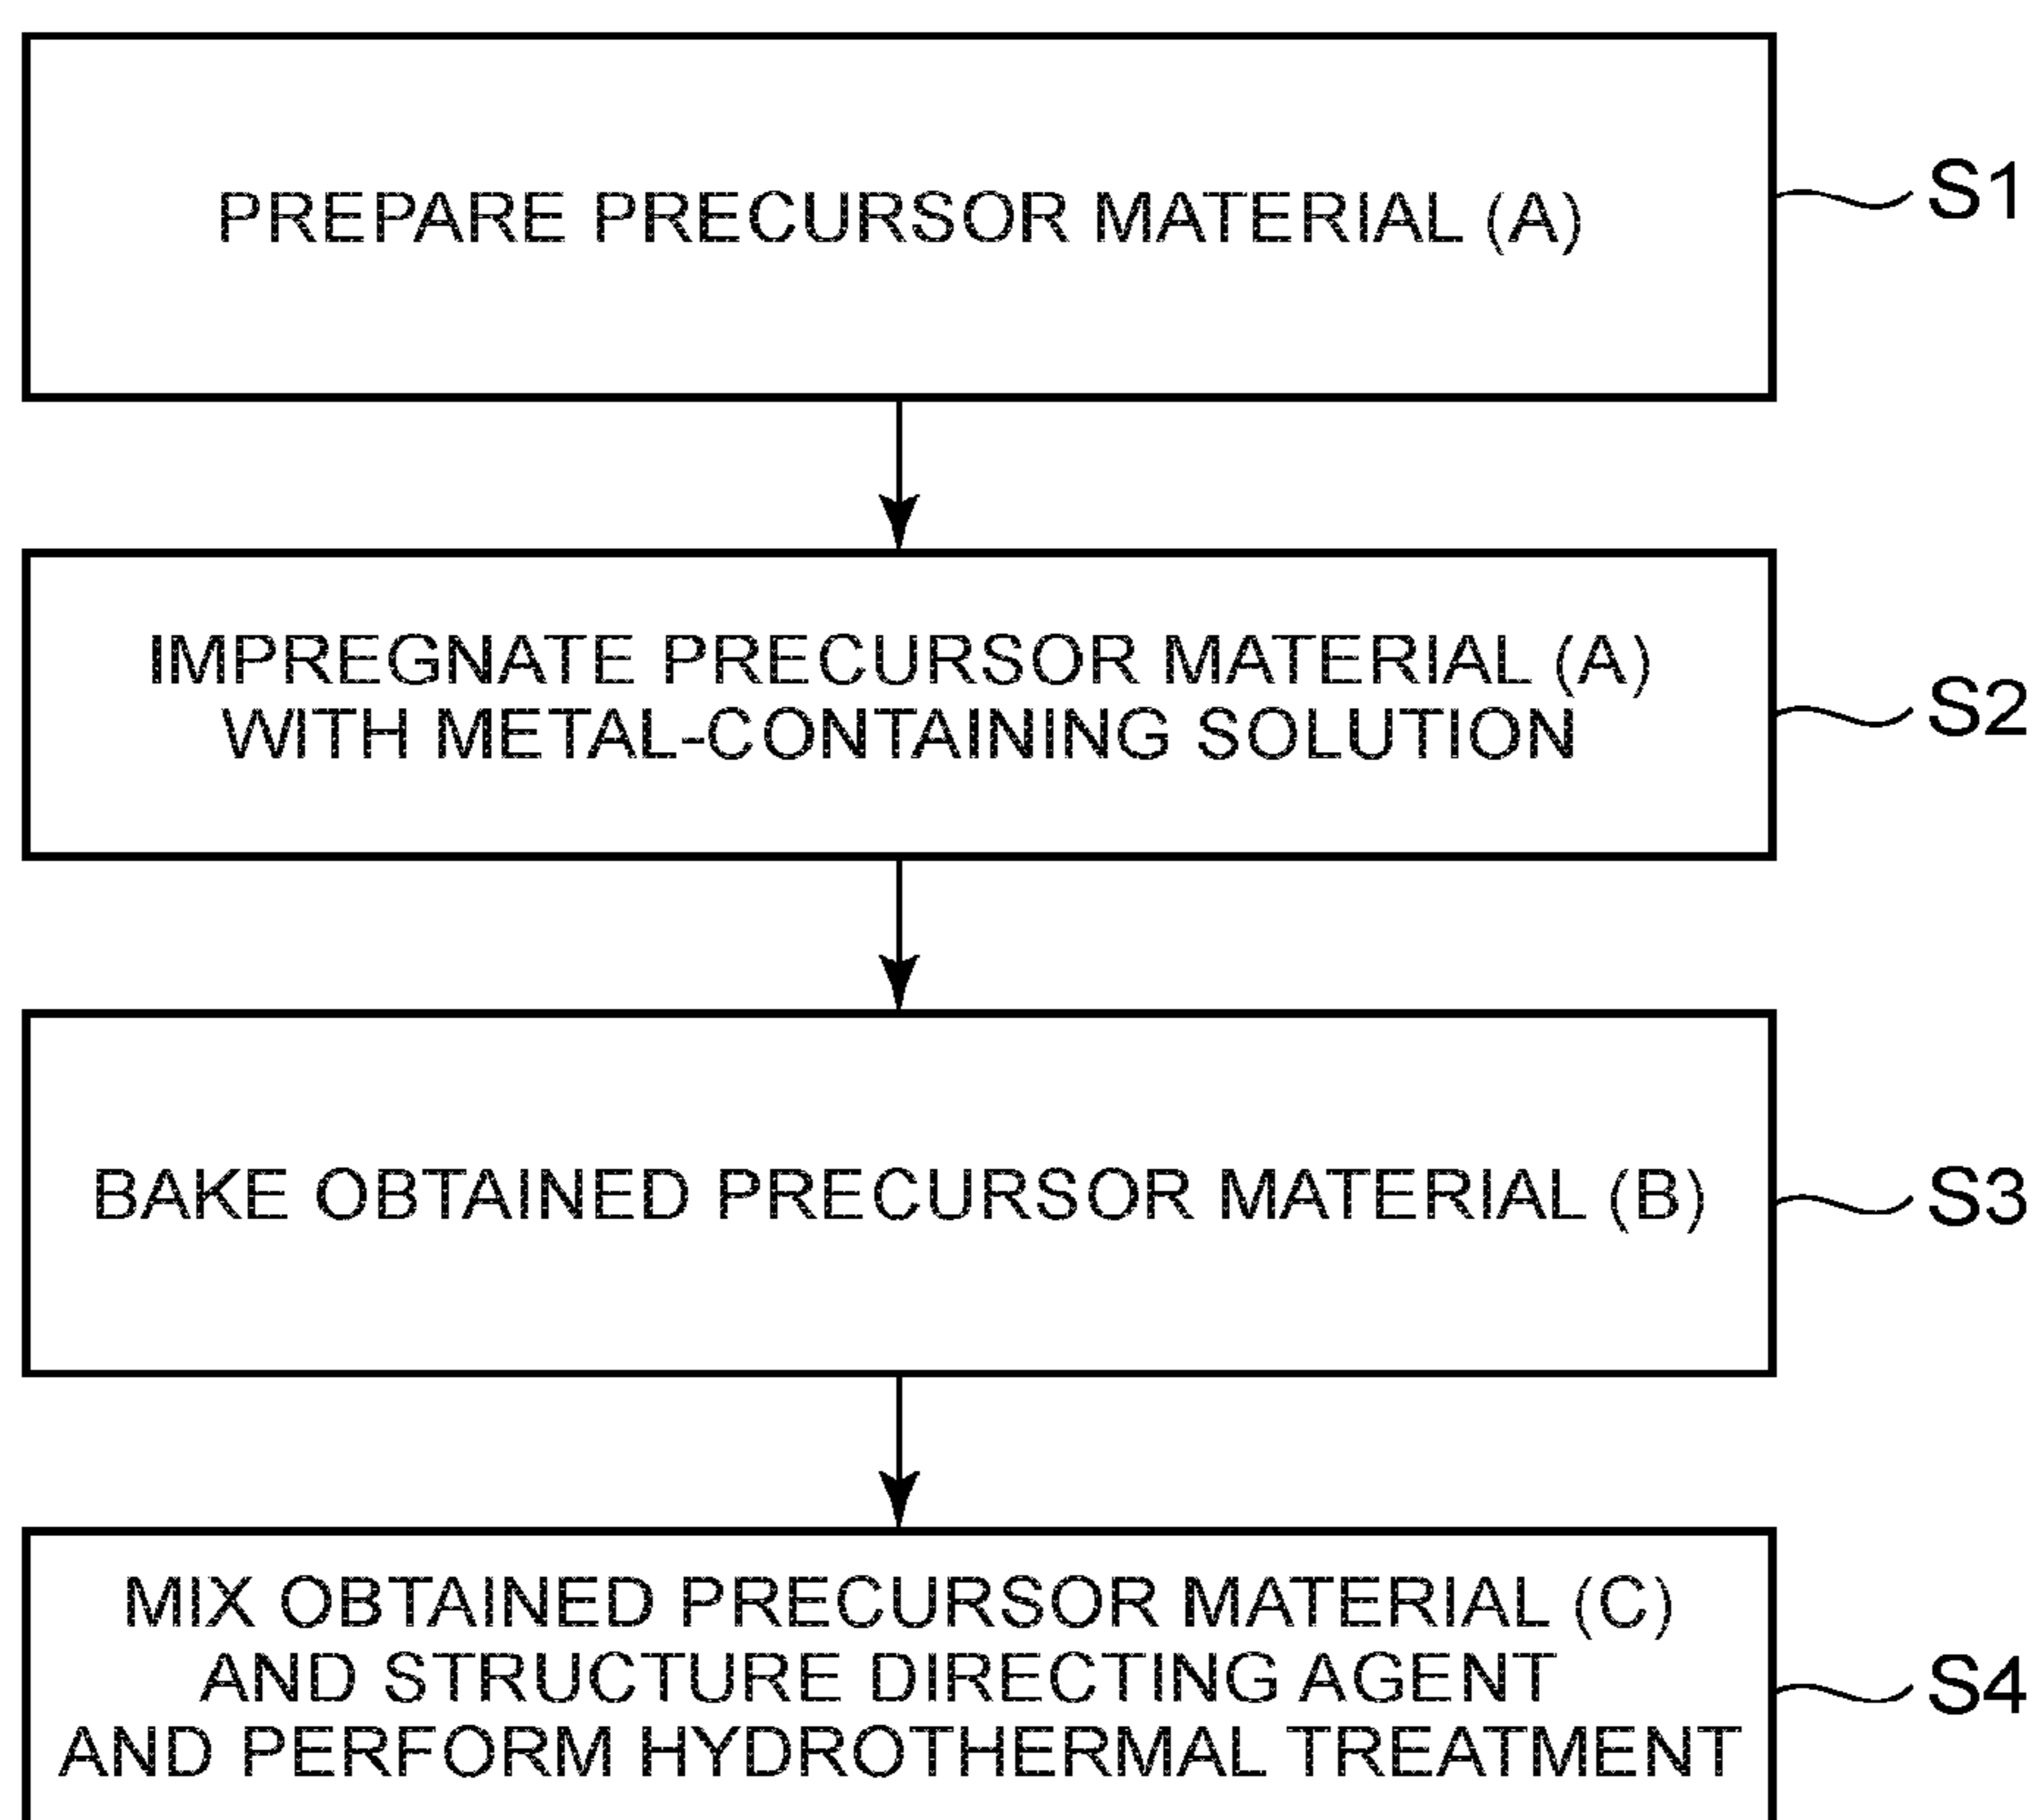 PREPARE PRECURSOR MATERIAL (A)
S1
IMPREGNATE PRECURSOR MATERIAL (A)
WITH METAL-CONTAINING SOLUTION
S2
BAKE OBTAINED PRECURSOR MATERIAL (B)
S3
MIX OBTAINED PRECURSOR MATERIAL (C)
AND STRUCTURE DIRECTING AGENT
AND PERFORM HYDROTHERMAL TREATMENT
S4